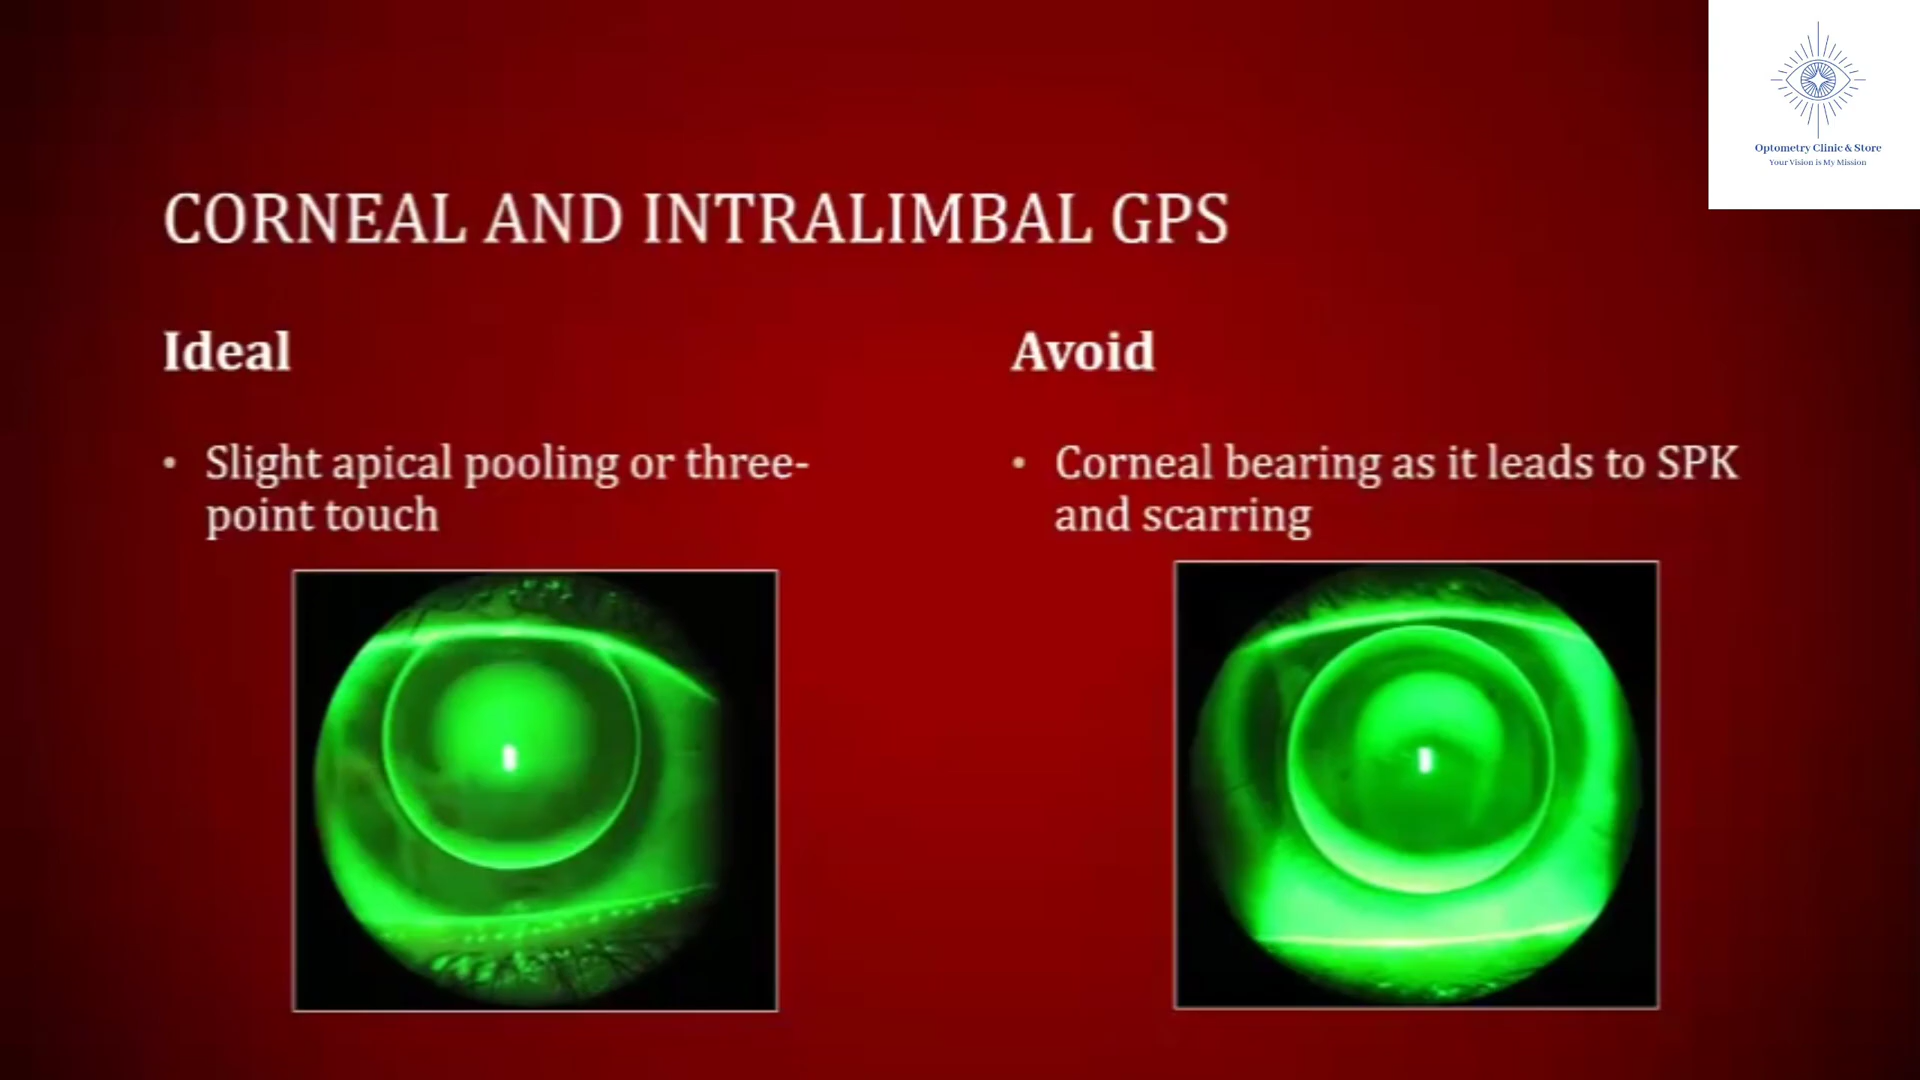 Optometry Clinic & Store
Your Vision is My Mission
CORNEAL AND INTRALIMBAL GPS
Ideal
• Slight apical pooling or three-
point touch
Avoid
• Corneal bearing as it leads to SPK
and scarring